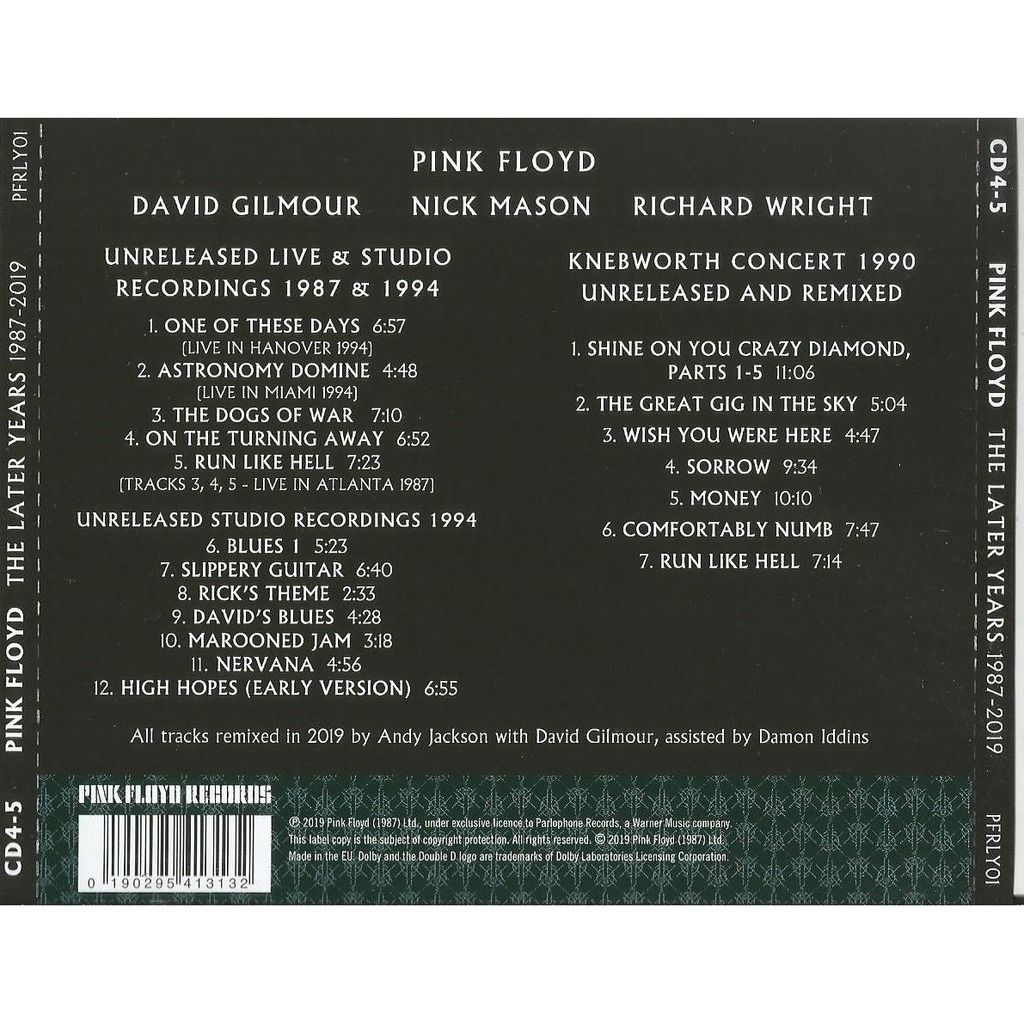 PINK FLOYD
DAVID GILMOUR NICK MASON RICHARD WRIGHT
UNRELEASED LIVE & STUDIO
RECORDINGS 1987 & 1994
1. ONE OF THESE DAYS 6:57
(LIVE IN HANOVER 1994)
2. ASTRONOMY DOMINE 4:48
(LIVE IN MIAMI 1994)
3. THE DOGS OF WAR 7:10
4. ON THE TURNING AWAY 6:52
5. RUN LIKE HELL 7:23
(TRACKS 3, 4, 5 - LIVE IN ATLANTA 1987)
UNRELEASED STUDIO RECORDINGS 1994
6. BLUES 1 5:23
7. SLIPPERY GUITAR 6:40
8. RICK'S THEME 2:33
9. DAVID'S BLUES 4:28
10. MAROONED JAM 3:18
11. NERVANA 4:56
12. HIGH HOPES (EARLY VERSION) 6:55
KNEBWORTH CONCERT 1990
UNRELEASED AND REMIXED
1. SHINE ON YOU CRAZY DIAMOND,
PARTS 1-5 11:06
2. THE GREAT GIG IN THE SKY 5:04
3. WISH YOU WERE HERE 4:47
4. SORROW 9:34
5. MONEY 10:10
6. COMFORTABLY NUMB 7:47
7. RUN LIKE HELL 7:14
All tracks remixed in 2019 by Andy Jackson with David Gilmour, assisted by Damon Iddins
PINK FLOYD RECORDS
0 190295 413132
℗ 2019 Pink Floyd (1987) Ltd., under exclusive licence to Parlophone Records, a Warner Music company.
This label copy is the subject of copyright protection. All rights reserved. © 2019 Pink Floyd (1987) Ltd.
Made in the EU. Dolby and the Double D logo are trademarks of Dolby Laboratories Licensing Corporation.
CD4-5 PINK FLOYD THE LATER YEARS 1987-2019 PFRLY01
CD4-5 PINK FLOYD THE LATER YEARS 1987-2019 PFRLY01